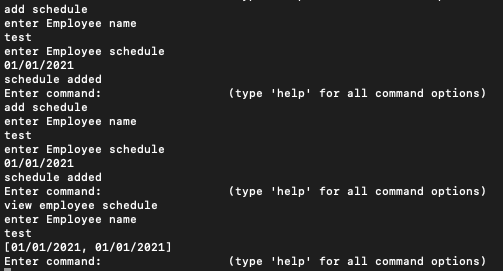 add schedule
enter Employee name
test
enter Employee schedule
01/01/2021
schedule added
Enter command: (type 'help' for all command options)
add schedule
enter Employee name
test
enter Employee schedule
01/01/2021
schedule added
Enter command: (type 'help' for all command options)
view employee schedule
enter Employee name
test
[01/01/2021, 01/01/2021]
Enter command: (type 'help' for all command options)